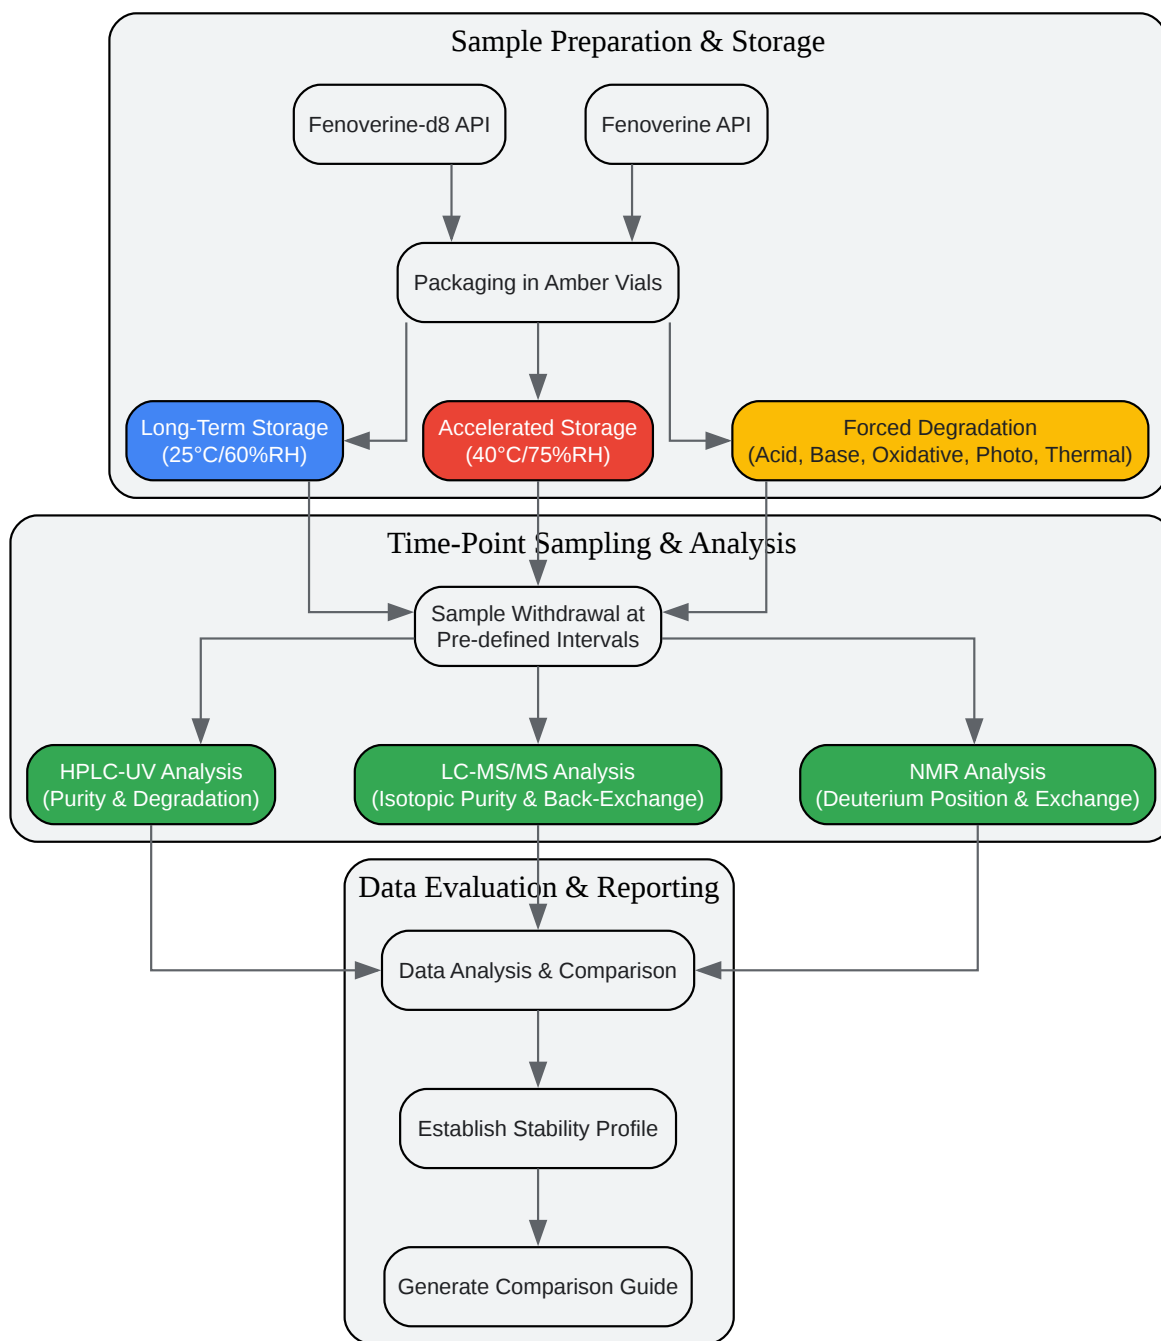 Sample Preparation & Storage
Fenoverine-d8 API
Fenoverine API
Packaging in Amber Vials
Long-Term Storage
(25°C/60%RH)
Accelerated Storage
(40°C/75%RH)
Forced Degradation
(Acid, Base, Oxidative, Photo, Thermal)
Time-Point Sampling & Analysis
Sample Withdrawal at
Pre-defined Intervals
HPLC-UV Analysis
(Purity & Degradation)
LC-MS/MS Analysis
(Isotopic Purity & Back-Exchange)
NMR Analysis
(Deuterium Position & Exchange)
Data Evaluation & Reporting
Data Analysis & Comparison
Establish Stability Profile
Generate Comparison Guide